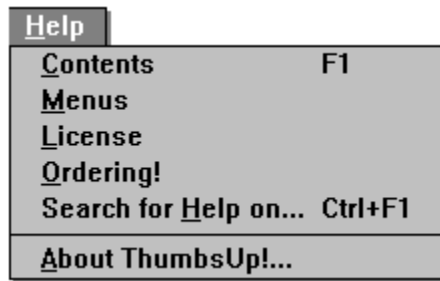 Help
Contents F1
Menus
License
Ordering!
Search for Help on... Ctrl+F1
About ThumbsUp!...